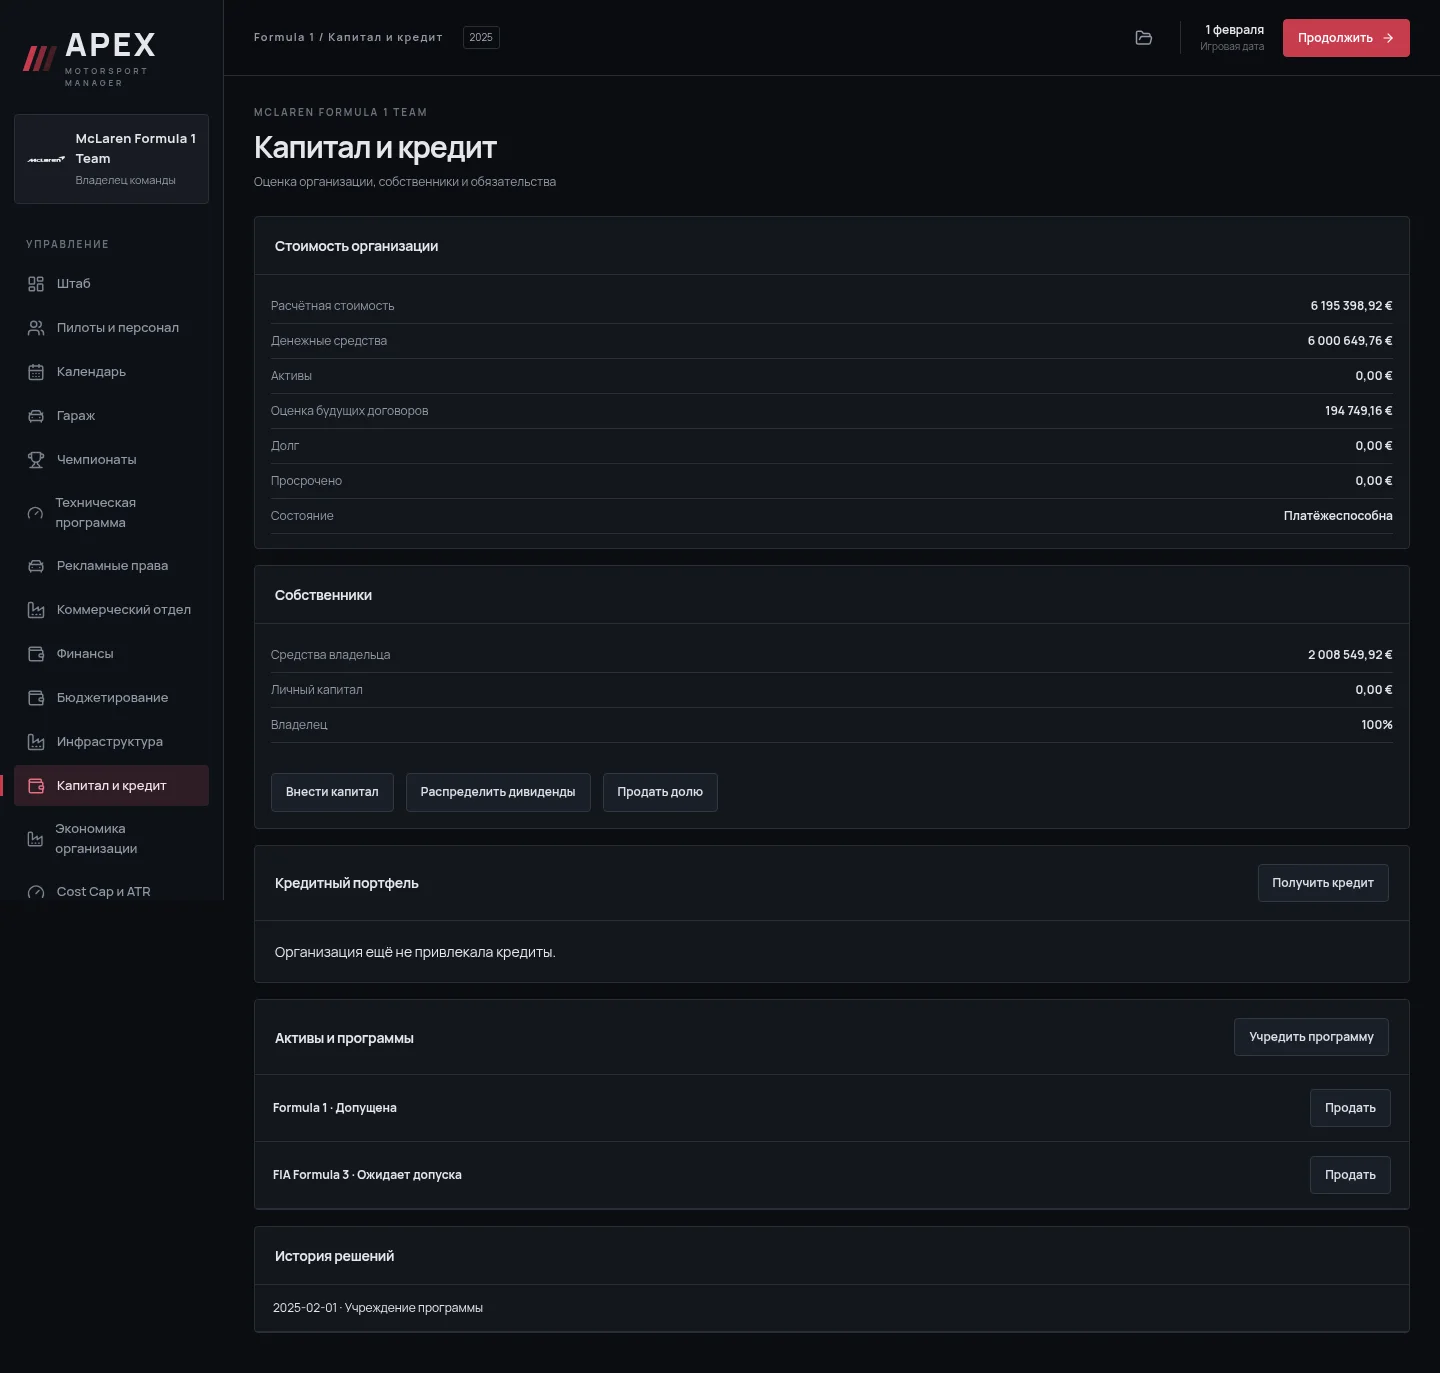 APEX
MOTORSPORT
MANAGER
McLaren
McLaren Formula 1
Team
Владелец команды
УПРАВЛЕНИЕ
Штаб
Пилоты и персонал
Календарь
Гараж
Чемпионаты
Техническая
программа
Рекламные права
Коммерческий отдел
Финансы
Бюджетирование
Инфраструктура
Капитал и кредит
Экономика
организации
Cost Cap и ATR
Formula 1 / Капитал и кредит 2025
1 февраля
Игровая дата
Продолжить →
MCLAREN FORMULA 1 TEAM
Капитал и кредит
Оценка организации, собственники и обязательства
Стоимость организации
Расчётная стоимость 6 195 398,92 €
Денежные средства 6 000 649,76 €
Активы 0,00 €
Оценка будущих договоров 194 749,16 €
Долг 0,00 €
Просрочено 0,00 €
Состояние Платёжеспособна
Собственники
Средства владельца 2 008 549,92 €
Личный капитал 0,00 €
Владелец 100%
Внести капитал Распределить дивиденды Продать долю
Кредитный портфель Получить кредит
Организация ещё не привлекала кредиты.
Активы и программы Учредить программу
Formula 1 · Допущена Продать
FIA Formula 3 · Ожидает допуска Продать
История решений
2025-02-01 · Учреждение программы